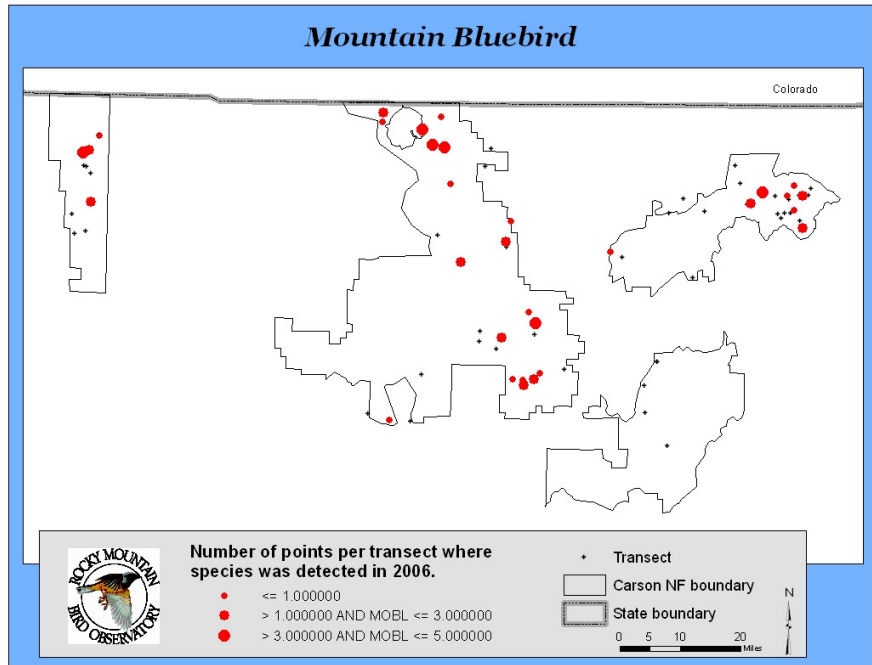 Mountain Bluebird
Colorado
ROCKY MOUNTAIN
BIRD OBSERVATORY
Number of points per transect where
species was detected in 2006.
<= 1.000000
> 1.000000 AND MOBL <= 3.000000
> 3.000000 AND MOBL <= 5.000000
Transect
Carson NF boundary
State boundary
N
0 5 10 20
Miles